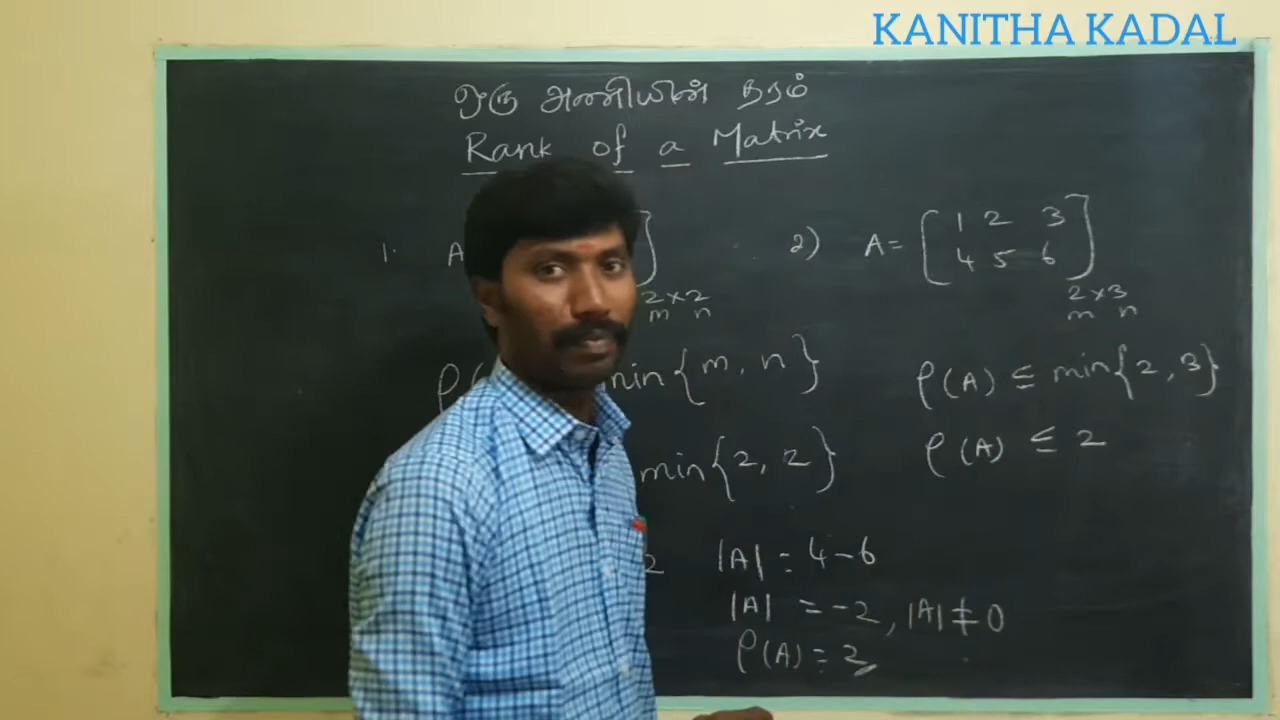 KANITHA KADAL
ஒரு அணியின் தரம்
Rank of a Matrix
1. A
2×2
m n
ρ( min{m, n}
min{2, 2}
2 |A| = 4-6
|A| = -2, |A| ≠ 0
ρ(A) = 2
2) A = [1 2 3
4 5 6]
2×3
m n
ρ(A) ≤ min{2, 3}
ρ(A) ≤ 2